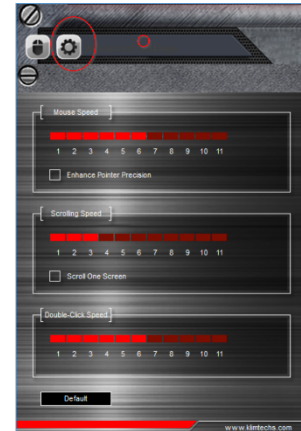 Mouse Speed
1 2 3 4 5 6 7 8 9 10 11
Enhance Pointer Precision
Scrolling Speed
1 2 3 4 5 6 7 8 9 10 11
Scroll One Screen
Double-Click Speed
1 2 3 4 5 6 7 8 9 10 11
Default
www.klimtechs.com